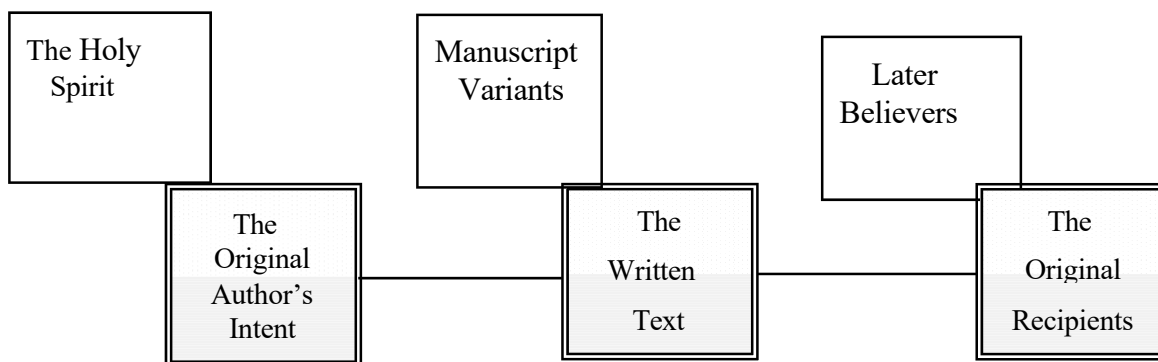 The Holy
Spirit
Manuscript
Variants
Later
Believers
The
Original
Author’s
Intent
The
Written
Text
The
Original
Recipients